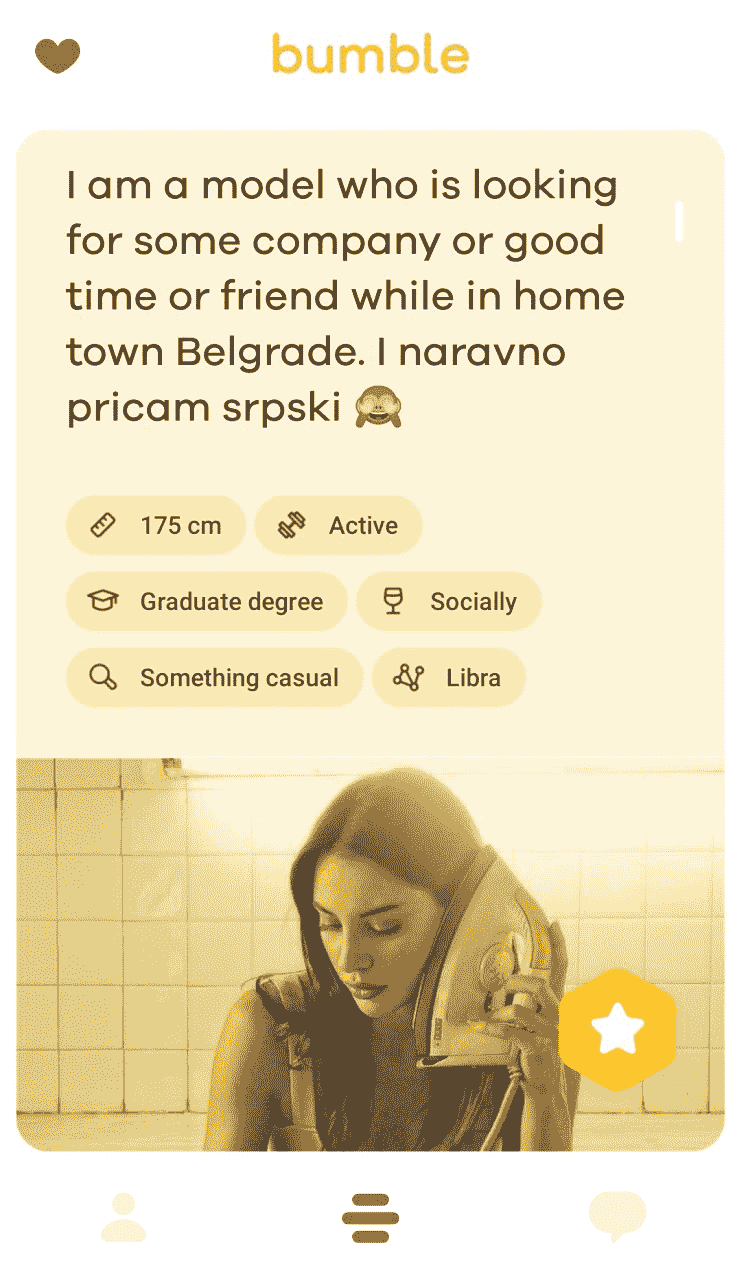 bumble
I am a model who is looking
for some company or good
time or friend while in home
town Belgrade. I naravno
pricam srpski 🙈
175 cm
Active
Graduate degree
Socially
Something casual
Libra